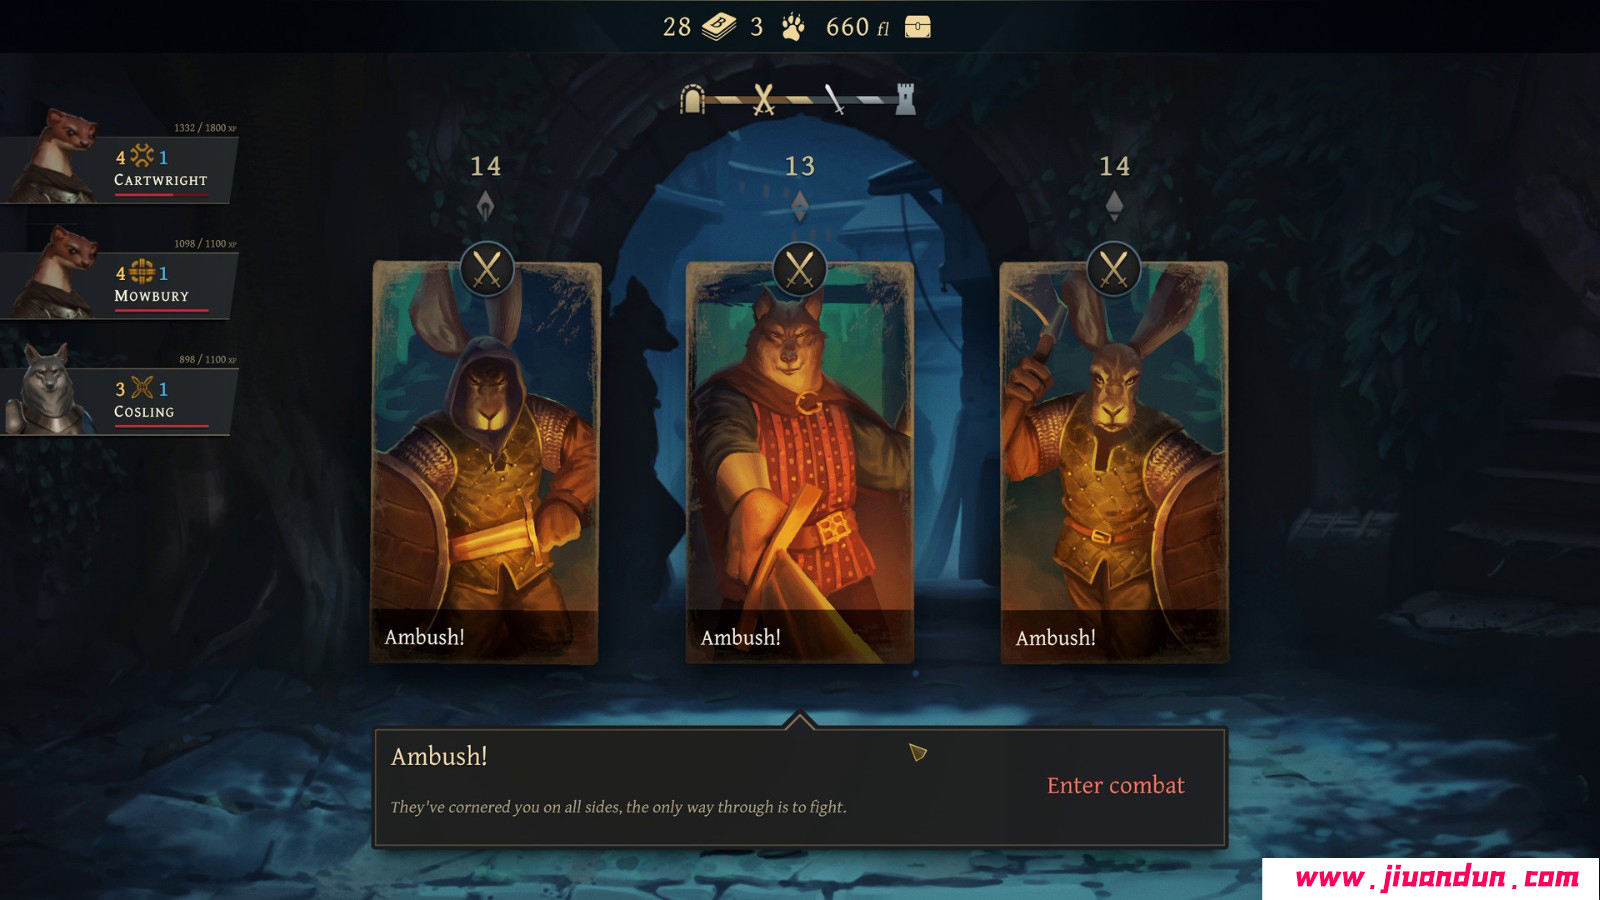 28 B 3 660 fl
1332 / 1800 XP
4 1
Cartwright
1098 / 1100 XP
4 1
Mowbury
898 / 1100 XP
3 1
Cosling
14 13 14
Ambush! Ambush! Ambush!
Ambush!
They've cornered you on all sides, the only way through is to fight.
Enter combat
www.jiuandun.com